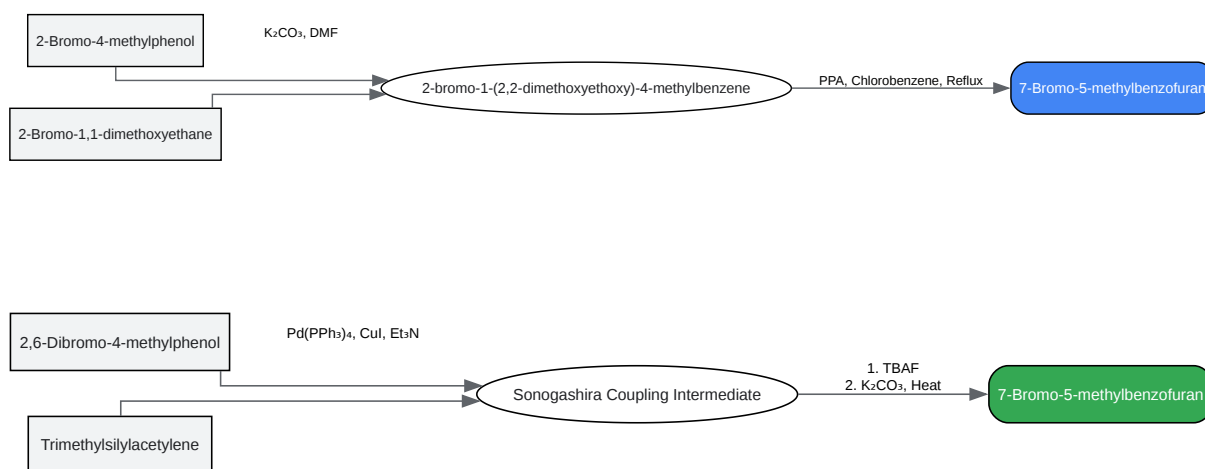 2-Bromo-4-methylphenol
K₂CO₃, DMF
2-bromo-1-(2,2-dimethoxyethoxy)-4-methylbenzene
PPA, Chlorobenzene, Reflux
7-Bromo-5-methylbenzofuran
2-Bromo-1,1-dimethoxyethane
2,6-Dibromo-4-methylphenol
Pd(PPh₃)₄, CuI, Et₃N
Sonogashira Coupling Intermediate
1. TBAF
2. K₂CO₃, Heat
7-Bromo-5-methylbenzofuran
Trimethylsilylacetylene